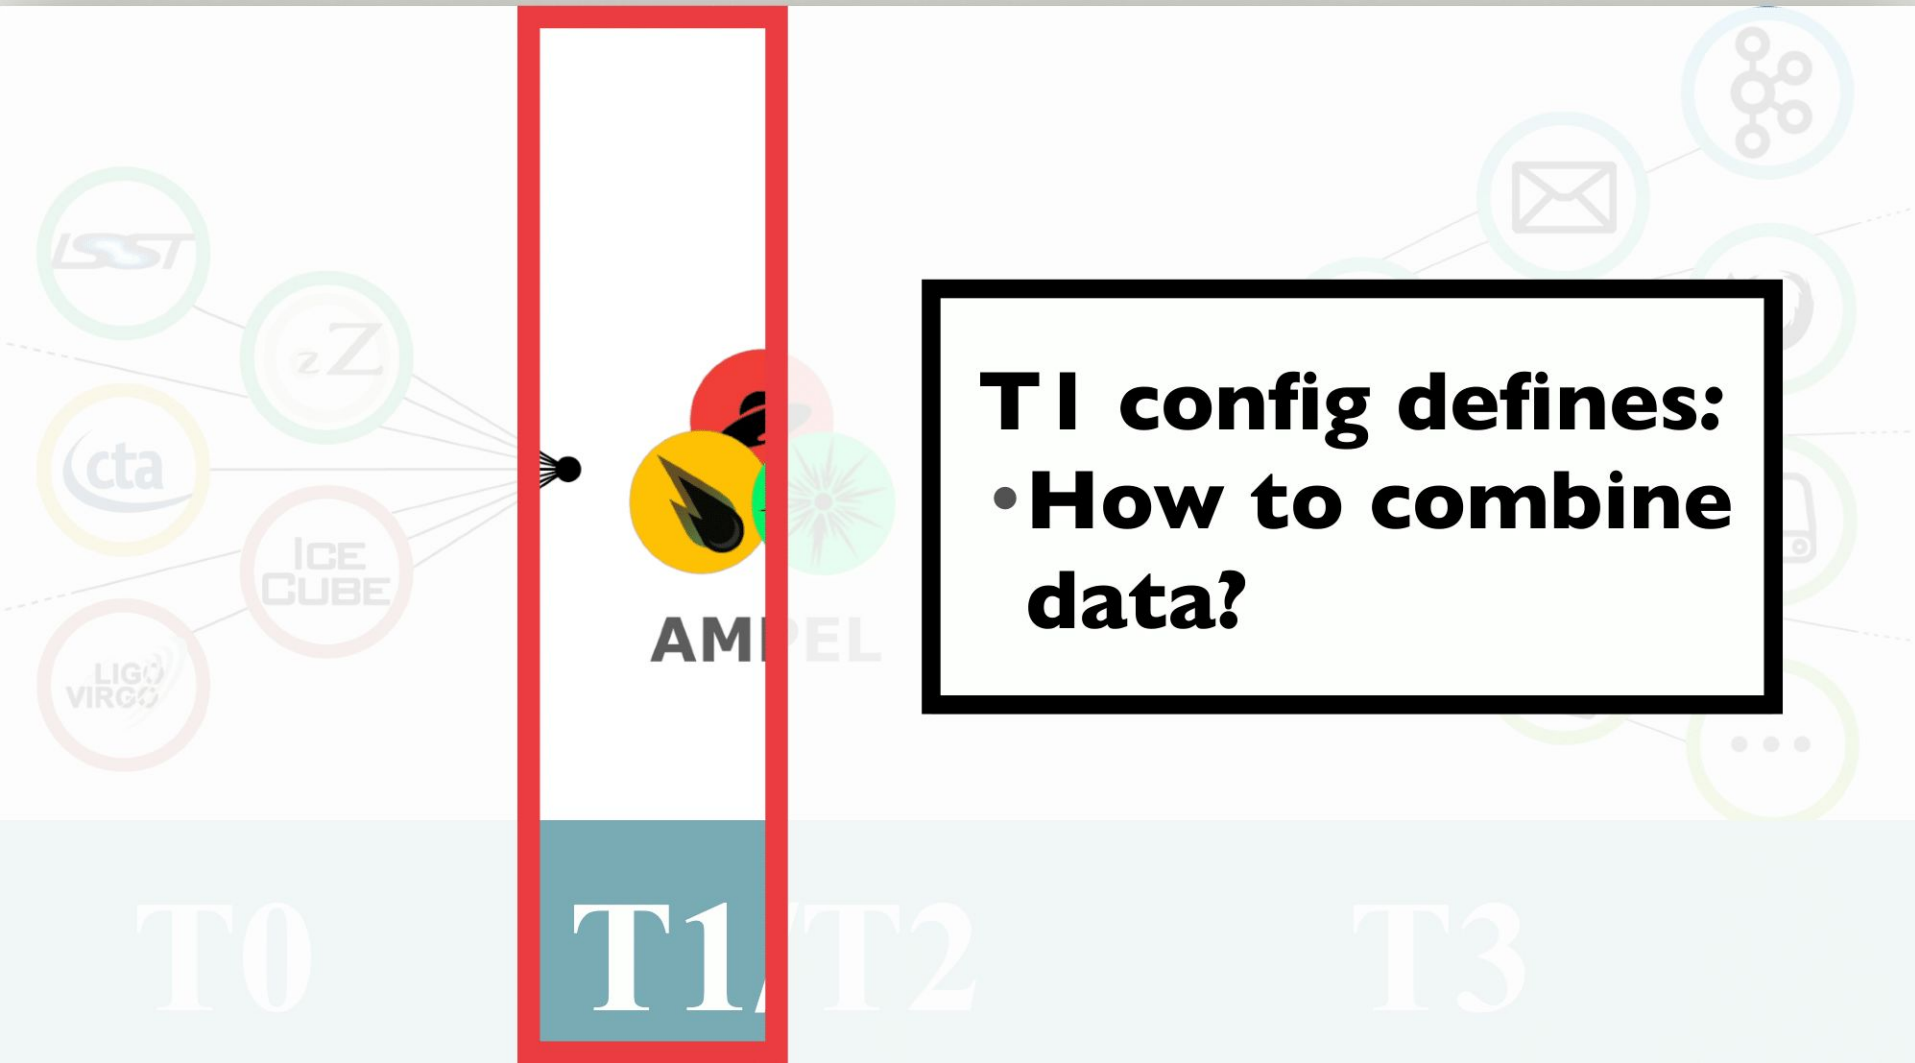 LSST
zZ
cta
ICE
CUBE
LIGO
VIRGO
AMPEL
T1 config defines:
•How to combine
data?
T0
T1/T2
T3